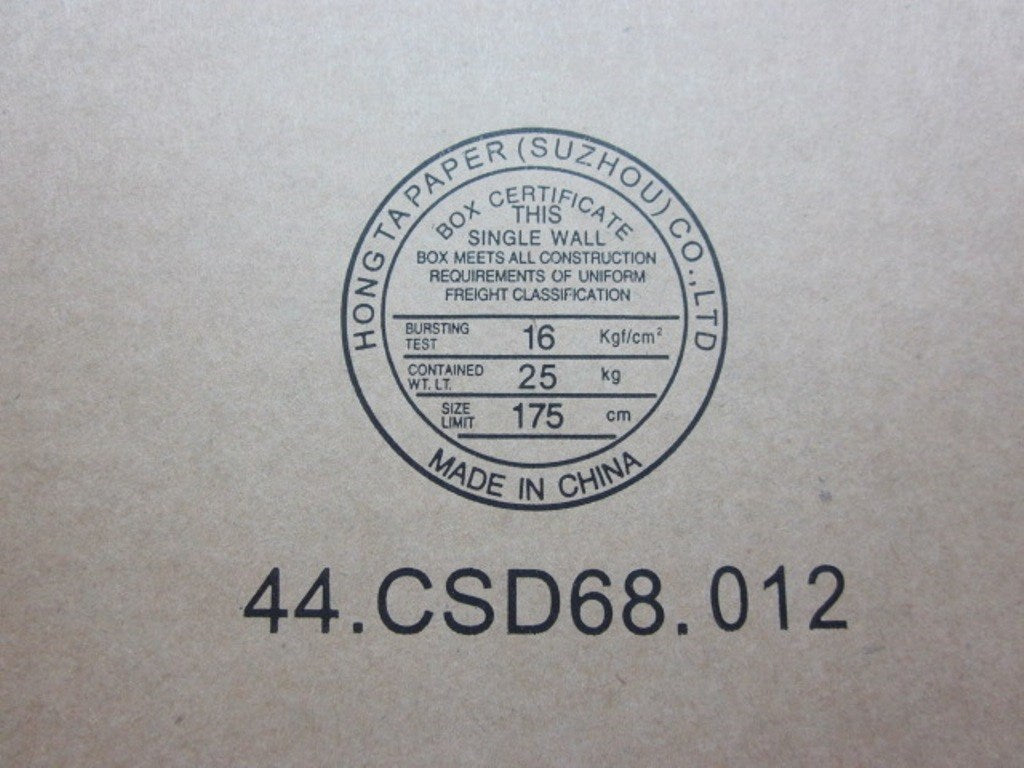 HONG TA PAPER (SUZHOU) CO.,LTD
BOX CERTIFICATE
THIS
SINGLE WALL
BOX MEETS ALL CONSTRUCTION
REQUIREMENTS OF UNIFORM
FREIGHT CLASSIFICATION
BURSTING TEST 16 Kgf/cm²
CONTAINED WT. LT. 25 kg
SIZE LIMIT 175 cm
MADE IN CHINA
44.CSD68.012